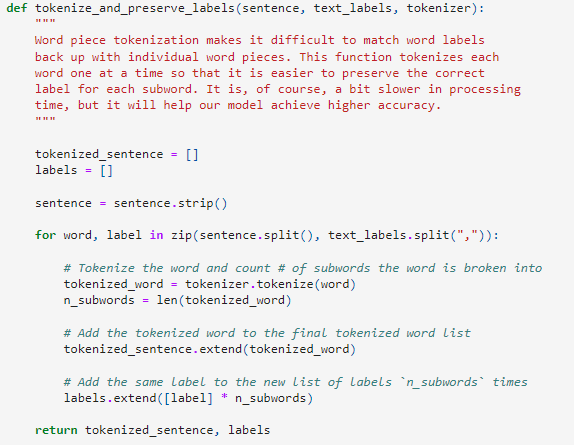 def tokenize_and_preserve_labels(sentence, text_labels, tokenizer):
    """
    Word piece tokenization makes it difficult to match word labels
    back up with individual word pieces. This function tokenizes each
    word one at a time so that it is easier to preserve the correct
    label for each subword. It is, of course, a bit slower in processing
    time, but it will help our model achieve higher accuracy.
    """

    tokenized_sentence = []
    labels = []

    sentence = sentence.strip()

    for word, label in zip(sentence.split(), text_labels.split(",")):

        # Tokenize the word and count # of subwords the word is broken into
        tokenized_word = tokenizer.tokenize(word)
        n_subwords = len(tokenized_word)

        # Add the tokenized word to the final tokenized word list
        tokenized_sentence.extend(tokenized_word)

        # Add the same label to the new list of labels `n_subwords` times
        labels.extend([label] * n_subwords)

    return tokenized_sentence, labels